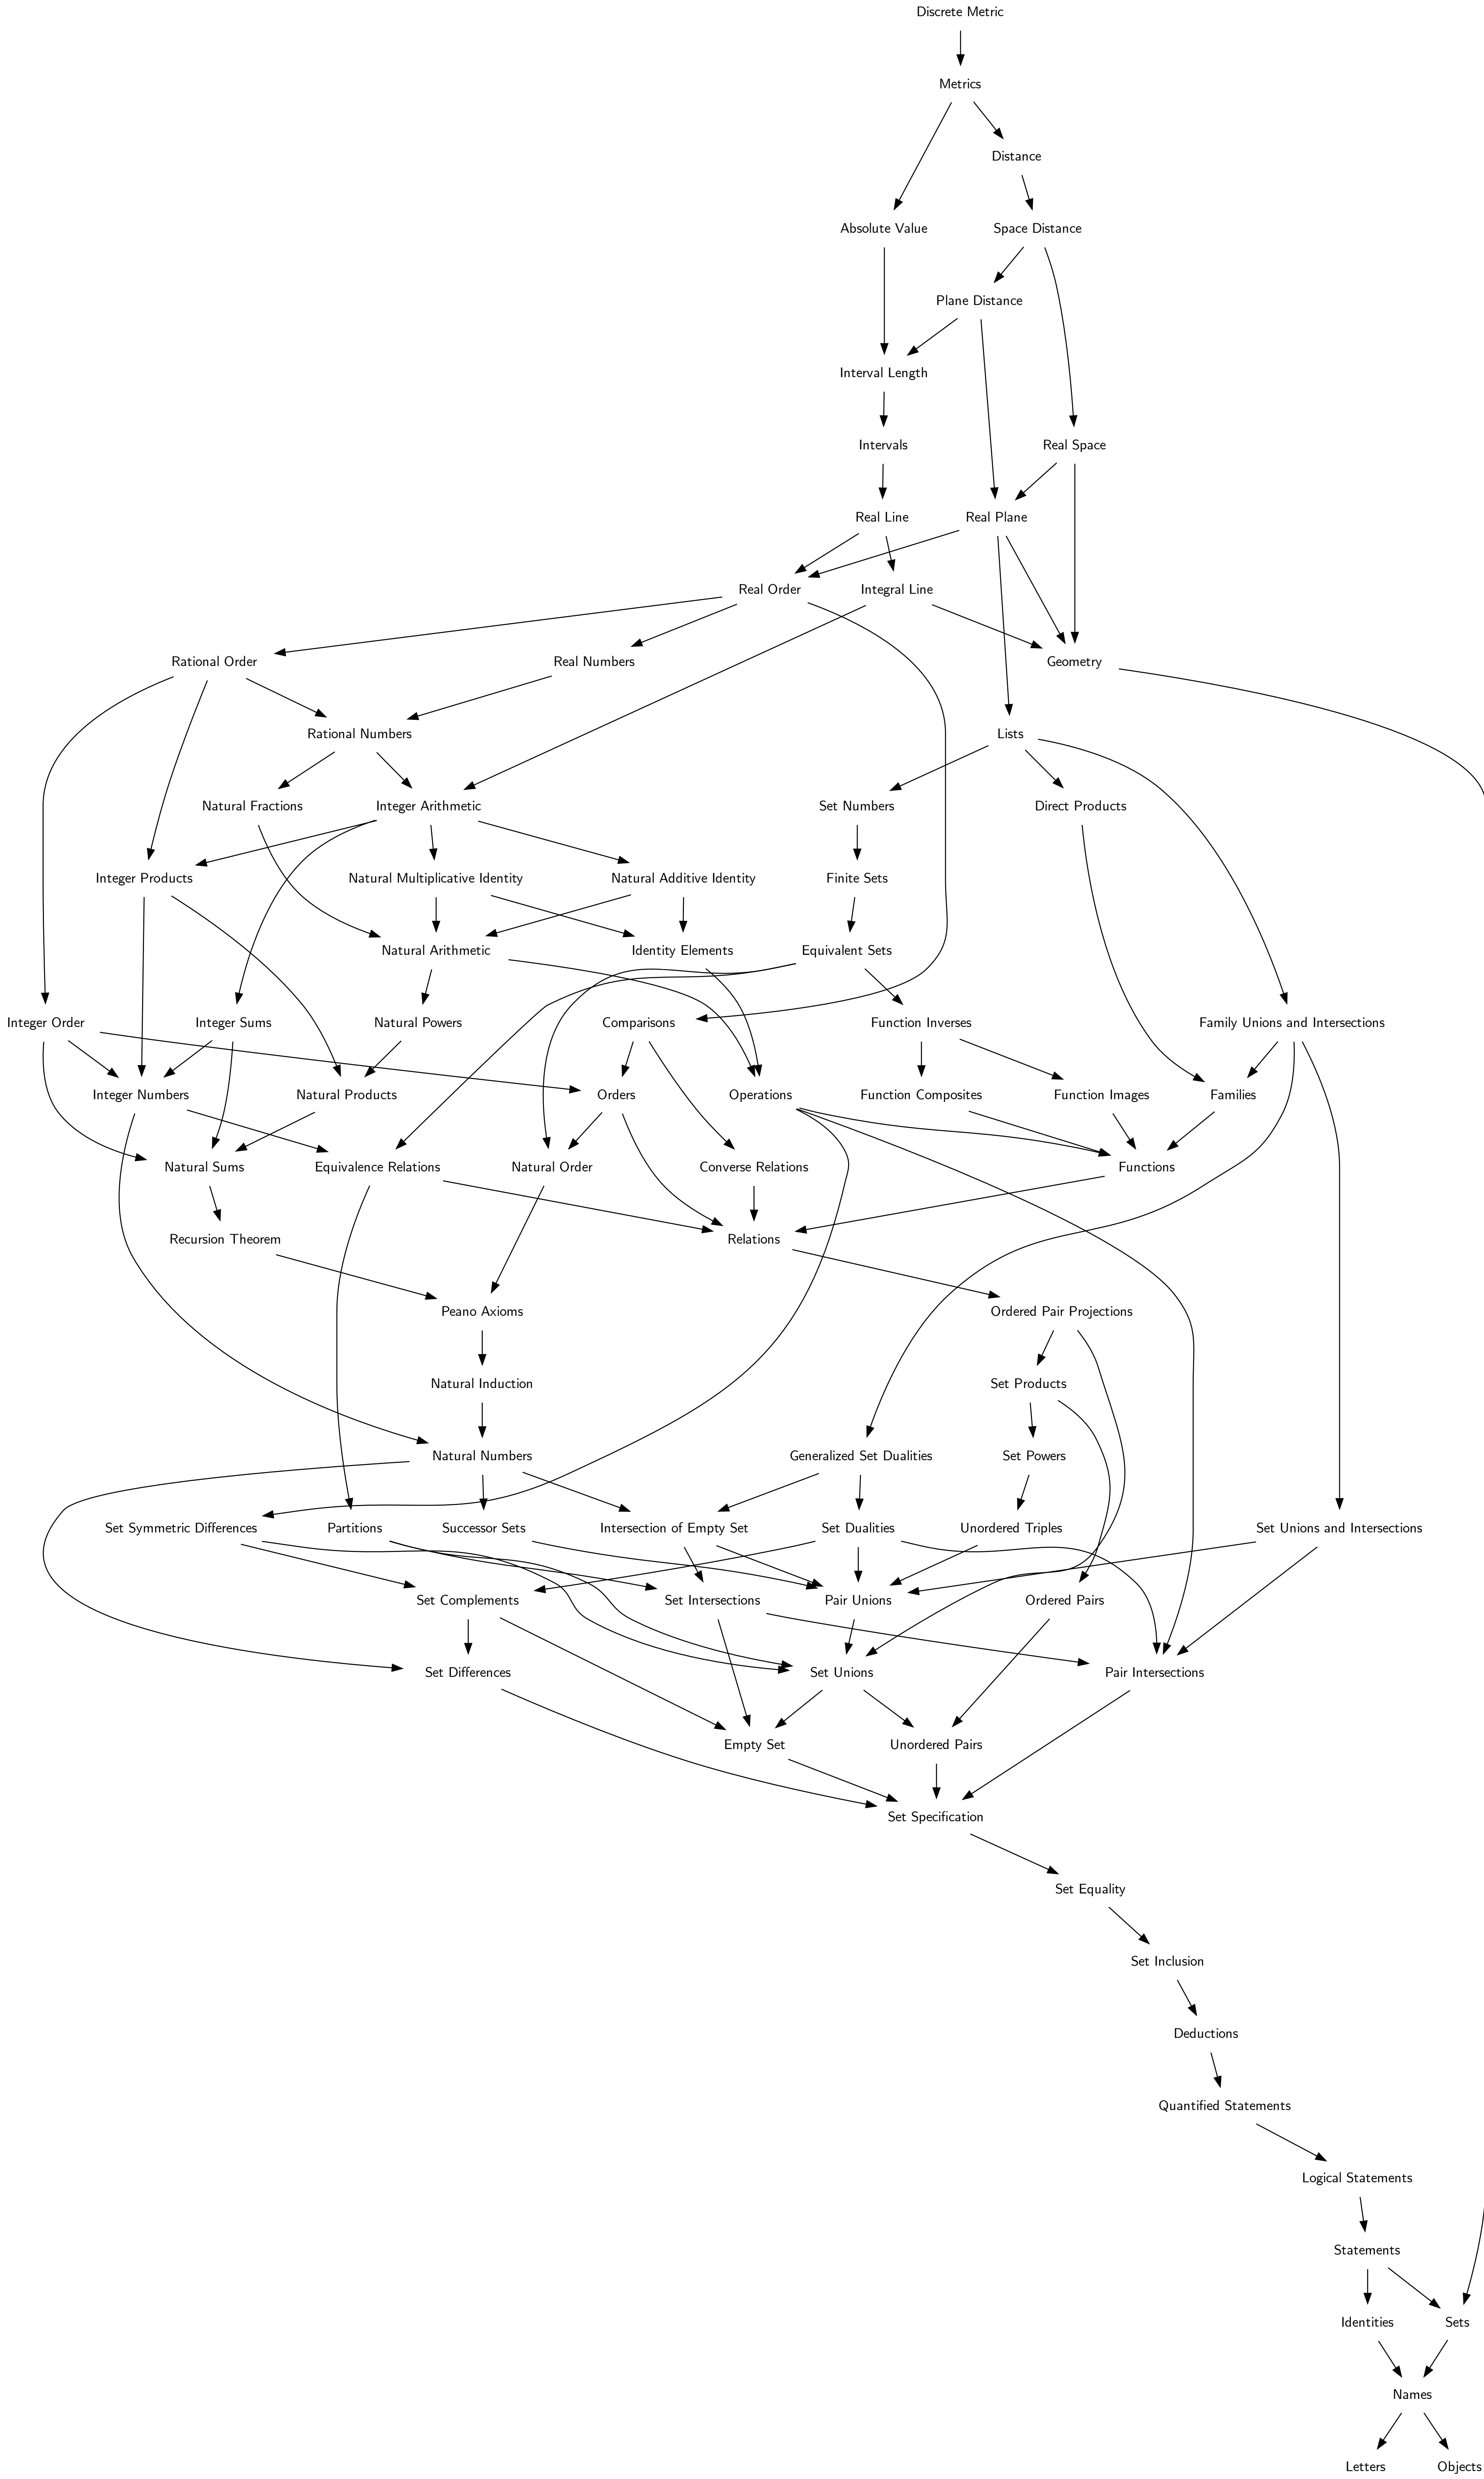 Discrete Metric
Metrics
Distance
Absolute Value
Space Distance
Plane Distance
Interval Length
Intervals
Real Space
Real Line
Real Plane
Real Order
Integral Line
Rational Order
Real Numbers
Geometry
Rational Numbers
Lists
Natural Fractions
Integer Arithmetic
Set Numbers
Direct Products
Integer Products
Natural Multiplicative Identity
Natural Additive Identity
Finite Sets
Natural Arithmetic
Identity Elements
Equivalent Sets
Integer Order
Integer Sums
Natural Powers
Comparisons
Function Inverses
Family Unions and Intersections
Integer Numbers
Natural Products
Orders
Operations
Function Composites
Function Images
Families
Natural Sums
Equivalence Relations
Natural Order
Converse Relations
Functions
Recursion Theorem
Relations
Peano Axioms
Ordered Pair Projections
Natural Induction
Set Products
Natural Numbers
Generalized Set Dualities
Set Powers
Set Symmetric Differences
Partitions
Successor Sets
Intersection of Empty Set
Set Dualities
Unordered Triples
Set Unions and Intersections
Set Complements
Set Intersections
Pair Unions
Ordered Pairs
Set Differences
Set Unions
Pair Intersections
Empty Set
Unordered Pairs
Set Specification
Set Equality
Set Inclusion
Deductions
Quantified Statements
Logical Statements
Statements
Identities
Sets
Names
Letters
Objects